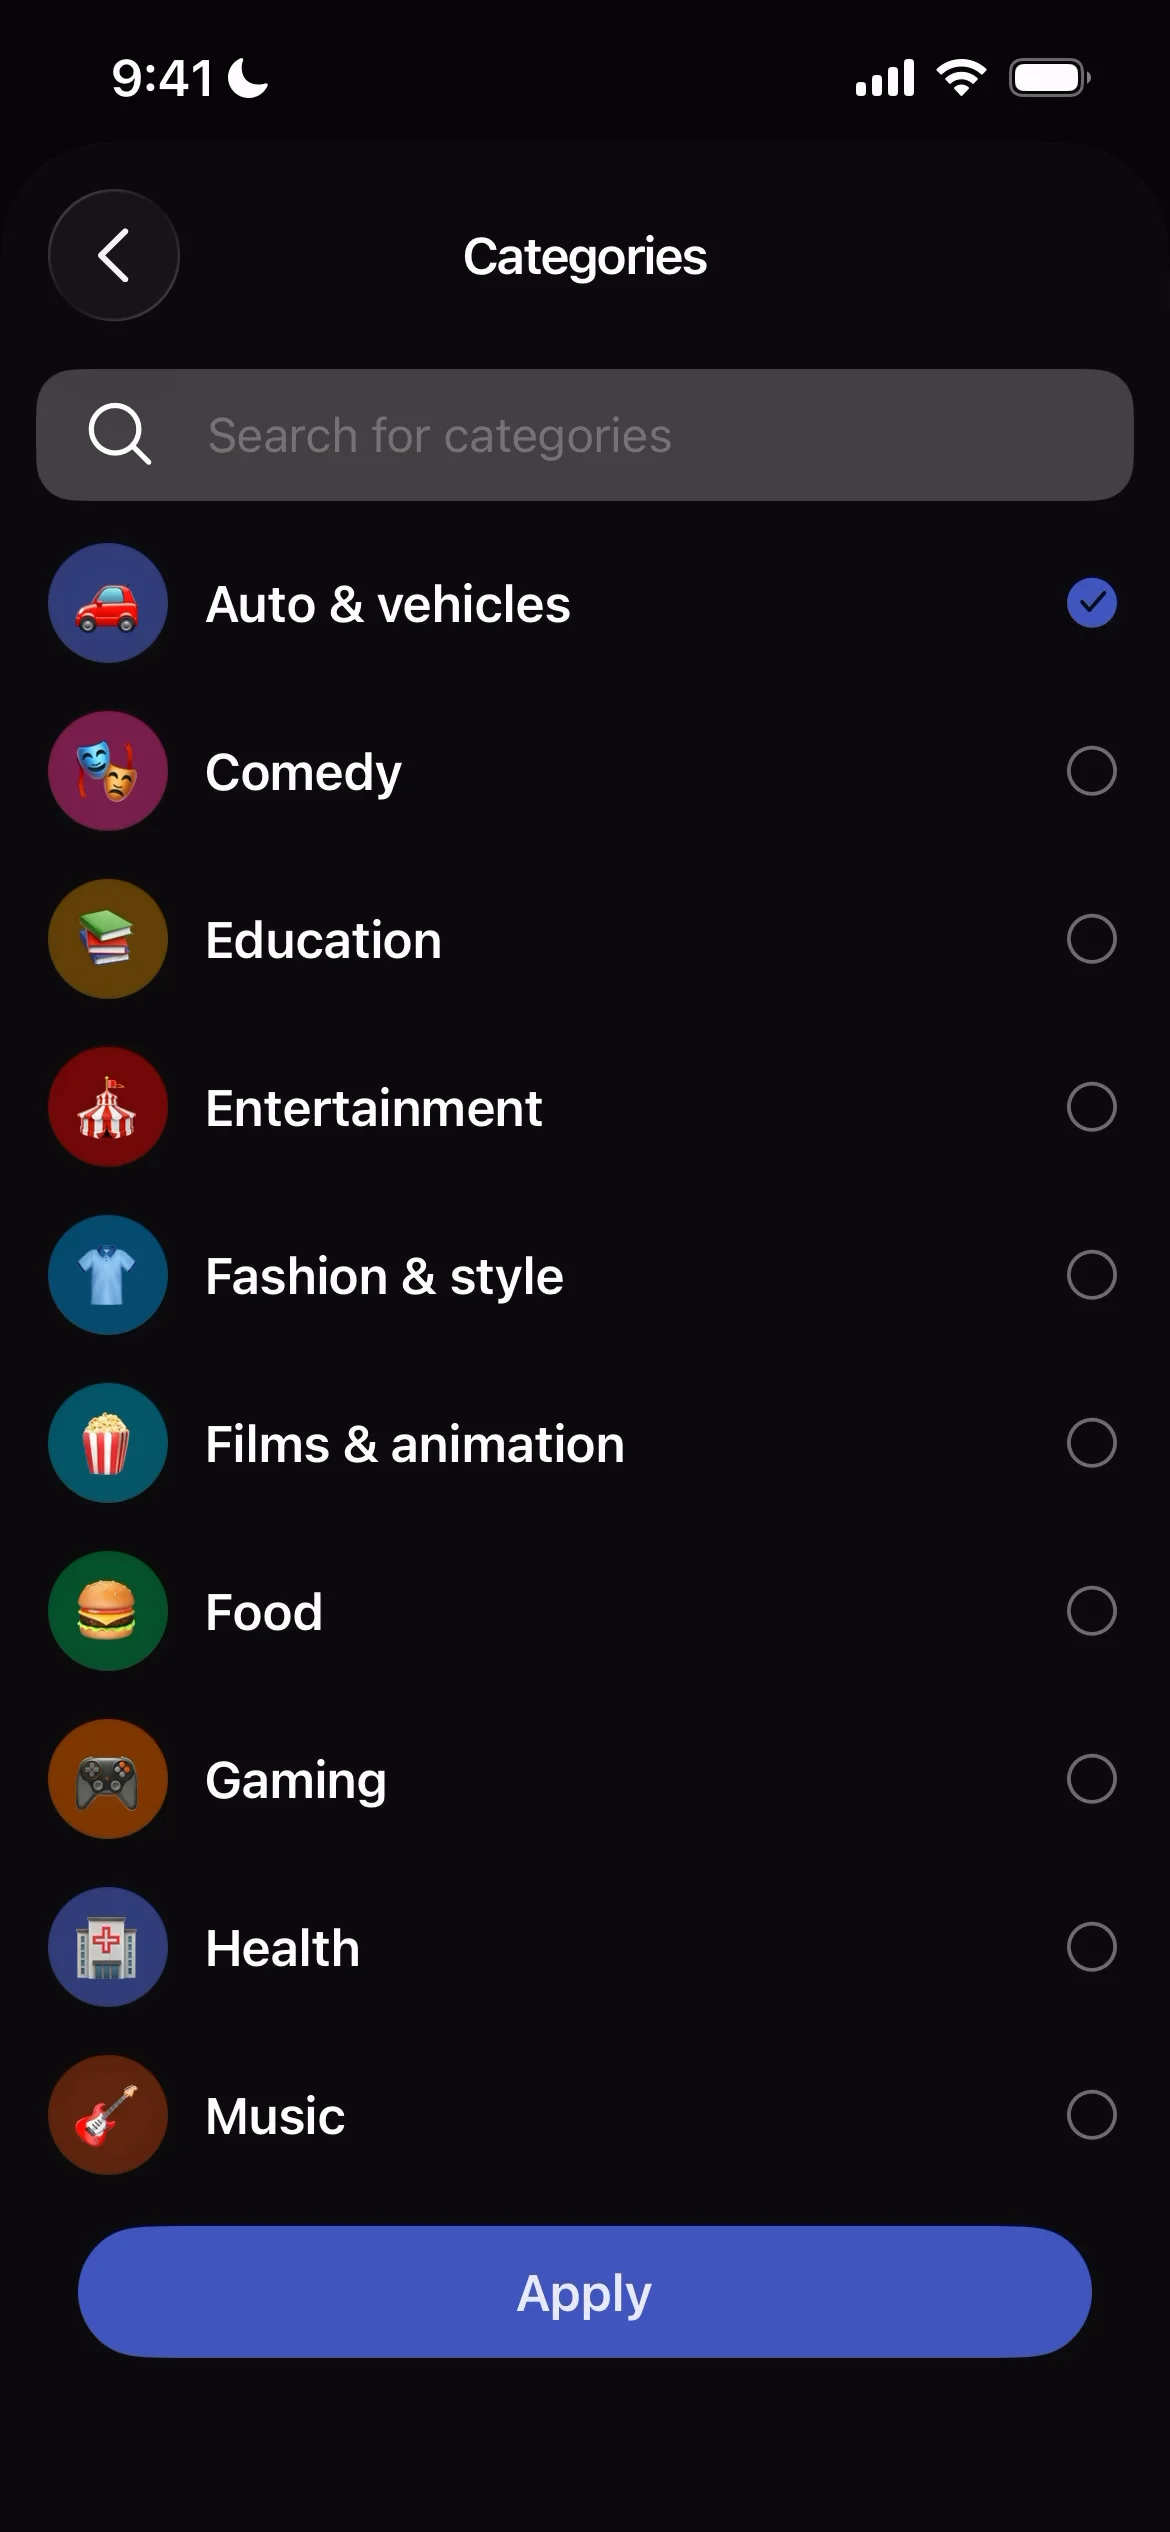 9:41
Categories
Search for categories
Auto & vehicles
Comedy
Education
Entertainment
Fashion & style
Films & animation
Food
Gaming
Health
Music
Apply